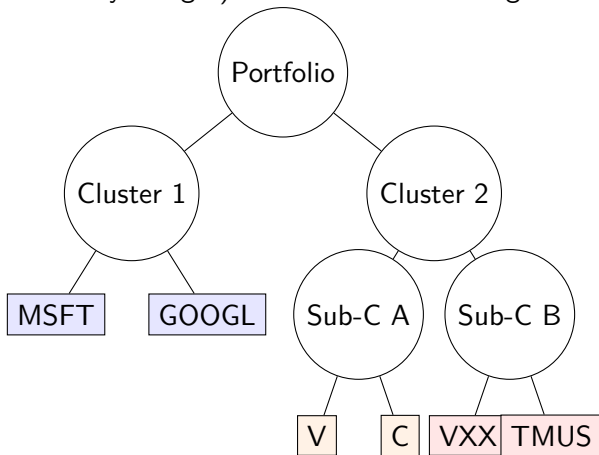 Portfolio
Cluster 1
Cluster 2
MSFT
GOOGL
Sub-C A
Sub-C B
V
C
VXX
TMUS